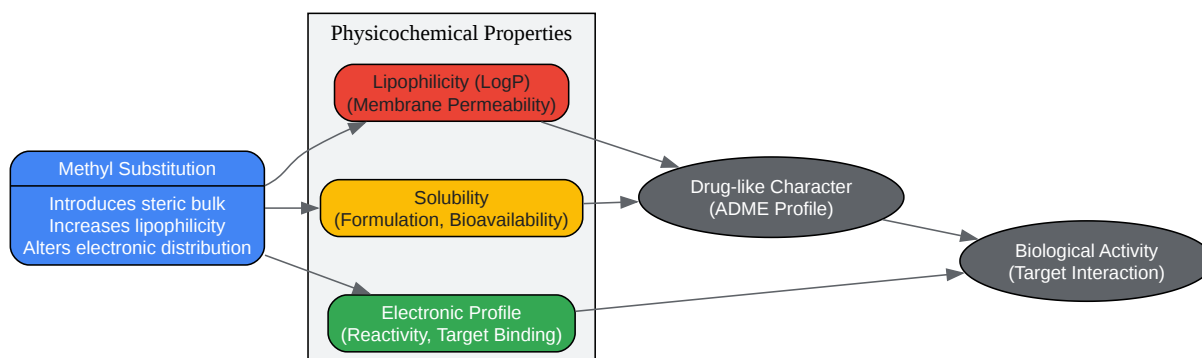 Physicochemical Properties
Lipophilicity (LogP)
(Membrane Permeability)
Methyl Substitution
Introduces steric bulk
Increases lipophilicity
Alters electronic distribution
Solubility
(Formulation, Bioavailability)
Electronic Profile
(Reactivity, Target Binding)
Drug-like Character
(ADME Profile)
Biological Activity
(Target Interaction)